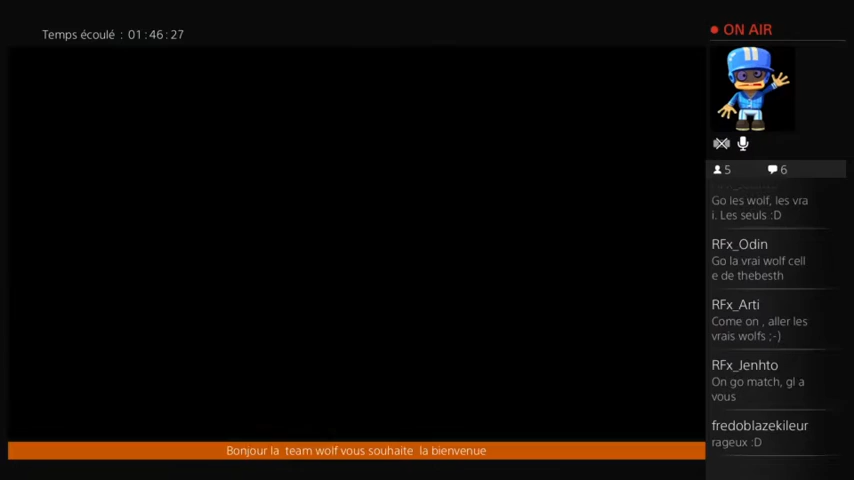 Temps écoulé : 01:46:27
ON AIR
5 6
Go les wolf, les vra
i. Les seuls :D
RFx_Odin
Go la vrai wolf cell
e de thebesth
RFx_Arti
Come on , aller les
vrais wolfs ;-)
RFx_Jenhto
On go match, gl a
vous
fredoblazekileur
rageux :D
Bonjour la team wolf vous souhaite la bienvenue